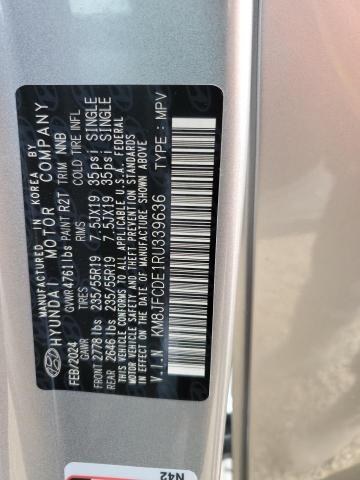 MANUFACTURED IN KOREA BY
HYUNDAI MOTOR COMPANY
FEB/2024 GVWR 4761lbs PAINT R2T TRIM NNB
GAWR RIMS COLD TIRE INFL
FRONT 2778 lbs 235/55R19 7.5JX19 35psi SINGLE
REAR 2646 lbs 235/55R19 7.5JX19 35psi SINGLE
THIS VEHICLE CONFORMS TO ALL APPLICABLE U.S.A. FEDERAL
MOTOR VEHICLE SAFETY, BUMPER, AND THEFT PREVENTION
STANDARDS IN EFFECT ON THE DATE OF MANUFACTURE SHOWN ABOVE
V.I.N: KM8JFCDE1RU339636 TYPE: MPV
N42